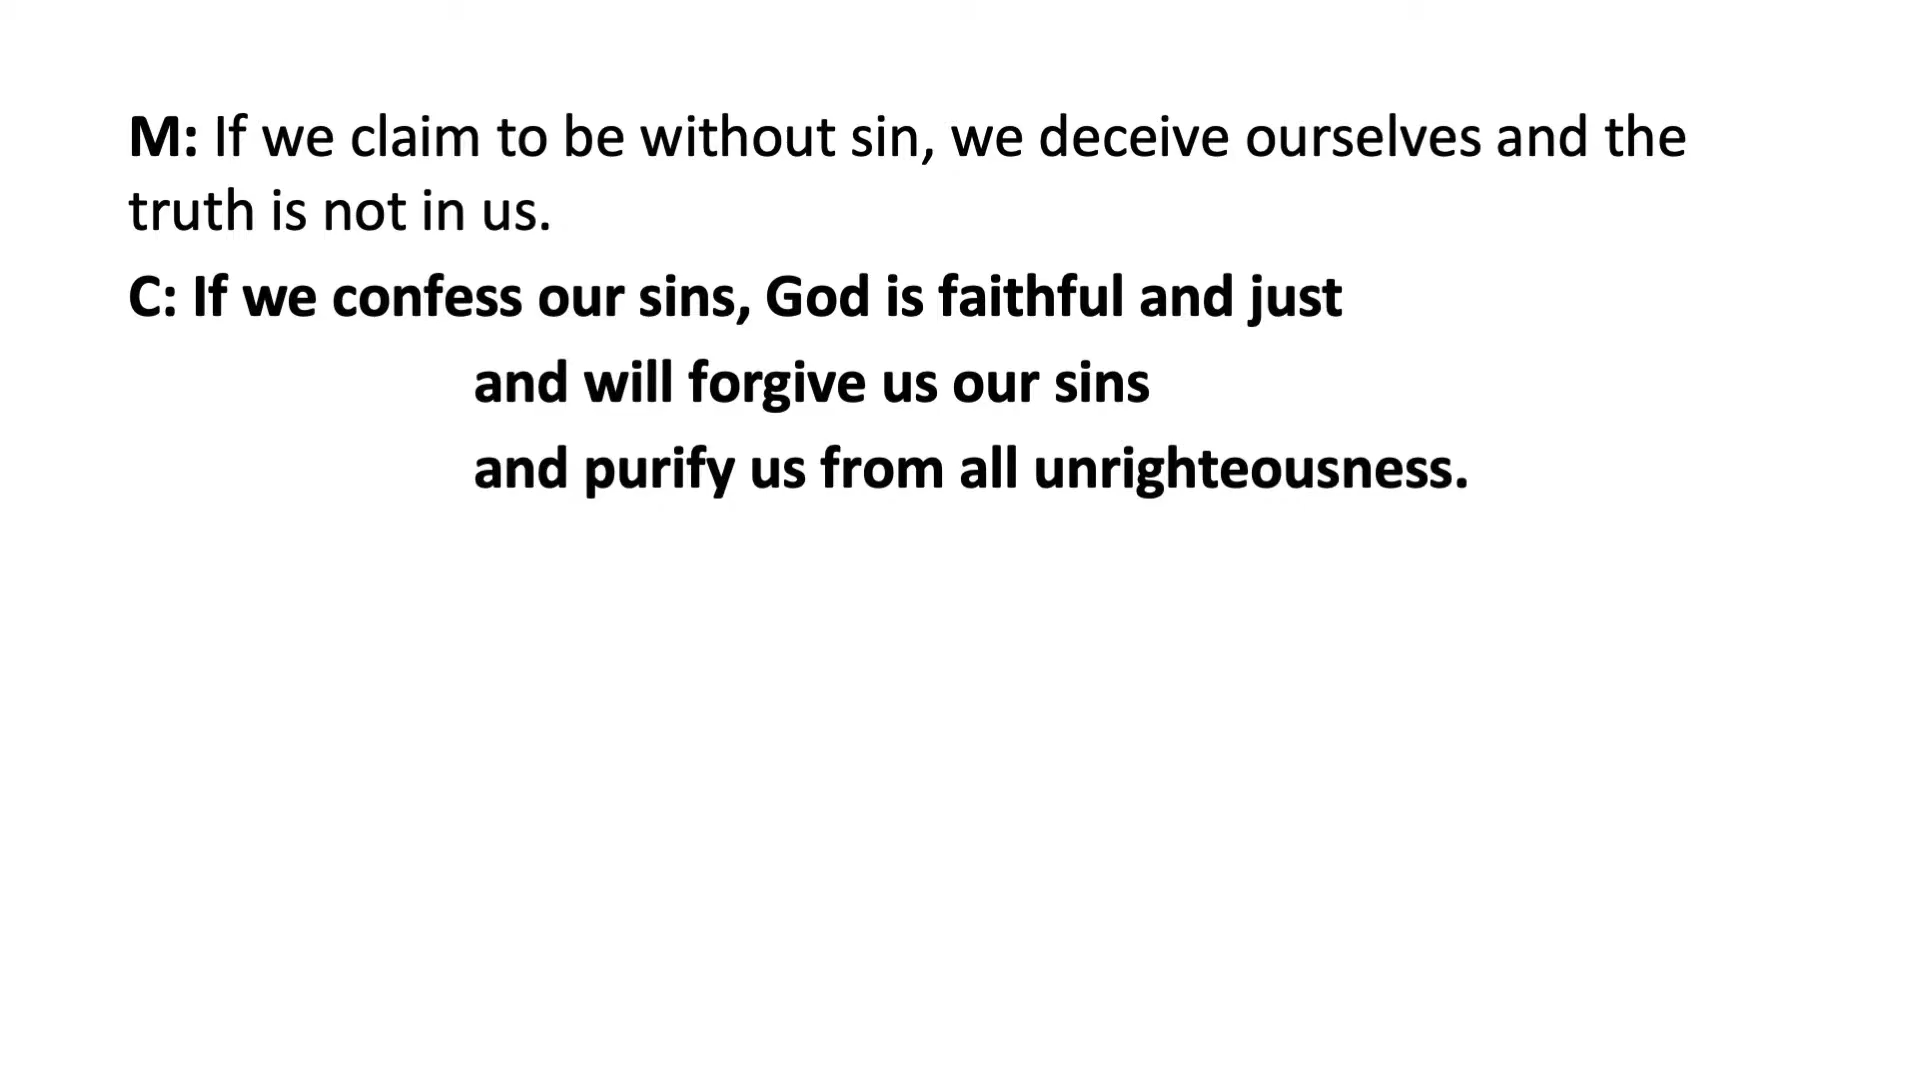 M: If we claim to be without sin, we deceive ourselves and the
truth is not in us.
C: If we confess our sins, God is faithful and just
and will forgive us our sins
and purify us from all unrighteousness.